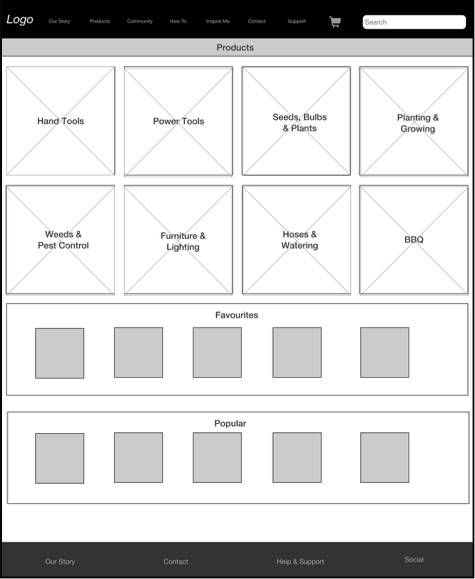 Logo
Our Story Products Community How To Inspire Me Contact Support Search
Products
Hand Tools
Power Tools
Seeds, Bulbs
& Plants
Planting &
Growing
Weeds &
Pest Control
Furniture &
Lighting
Hoses &
Watering
BBQ
Favourites
Popular
Our Story Contact Help & Support Social